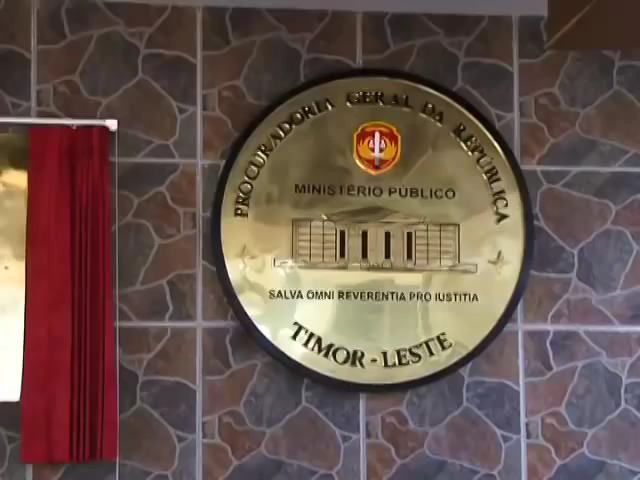 PROCURADORIA GERAL DA REPÚBLICA
MINISTÉRIO PÚBLICO
SALVA OMNI REVERENTIA PRO IUSTITIA
TIMOR-LESTE